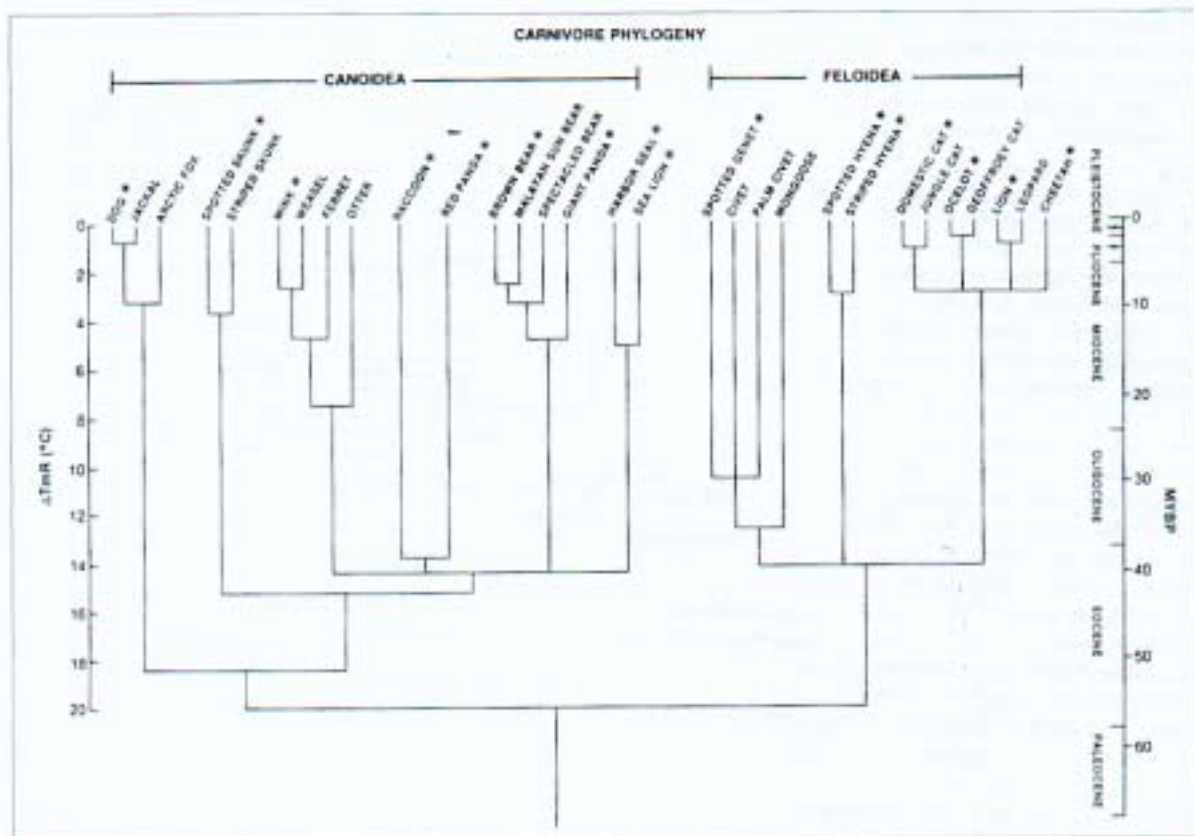 CARNIVORE PHYLOGENY
CANOIDEA
FELOIDEA
DOG *
JACKAL
ARCTIC FOX
SPOTTED SKUNK *
STRIPED SKUNK
MINK *
WEASEL
FERRET
OTTER
RACCOON *
RED PANDA *
BROWN BEAR *
MALAYAN SUN BEAR
SPECTACLED BEAR
GIANT PANDA *
HARBOR SEAL *
SEA LION *
SPOTTED GENET *
CIVET
PALM CIVET
MONGOOSE
SPOTTED HYENA *
STRIPED HYENA *
DOMESTIC CAT *
JUNGLE CAT
OCELOT *
GEOFFROEY CAT
LION *
LEOPARD
CHEETAH *
0
2
4
6
8
10
12
14
16
18
20
ΔTmR (°C)
PLEISTOCENE
PLIOCENE
MIOCENE
OLIGOCENE
EOCENE
PALEOCENE
0
10
20
30
40
50
60
MYBP